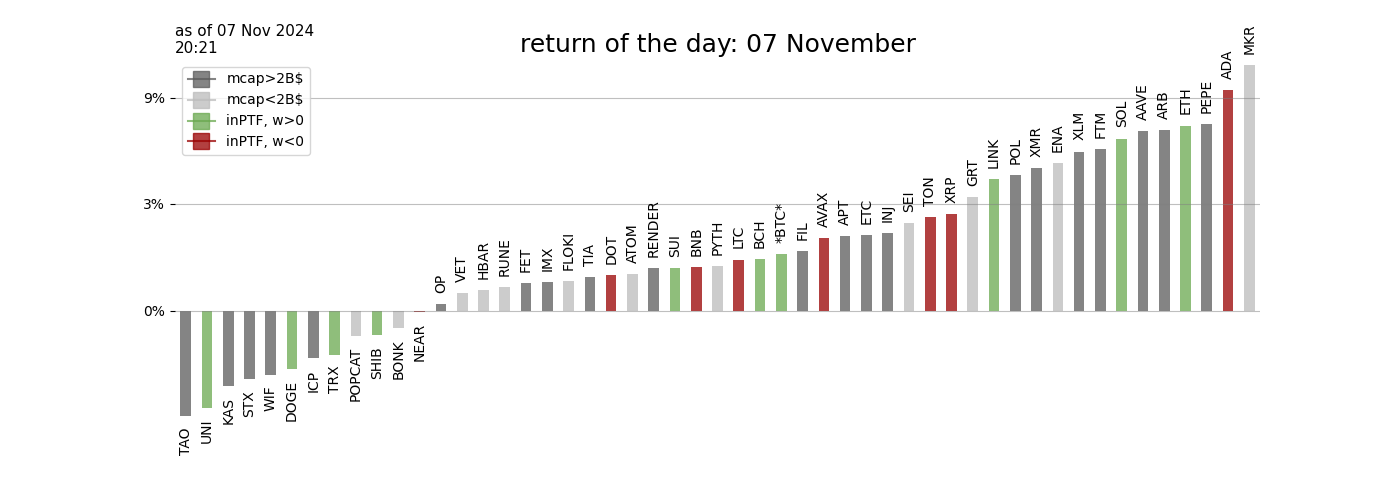 as of 07 Nov 2024
20:21
return of the day: 07 November
mcap>2B$
mcap<2B$
inPTF, w>0
inPTF, w<0
9%
3%
0%
TAO
UNI
KAS
STX
WIF
DOGE
ICP
TRX
POPCAT
SHIB
BONK
NEAR
OP
VET
HBAR
RUNE
FET
IMX
FLOKI
TIA
DOT
ATOM
RENDER
SUI
BNB
PYTH
LTC
BCH
*BTC*
FIL
AVAX
APT
ETC
INJ
SEI
TON
XRP
GRT
LINK
POL
XMR
ENA
XLM
FTM
SOL
AAVE
ARB
ETH
PEPE
ADA
MKR